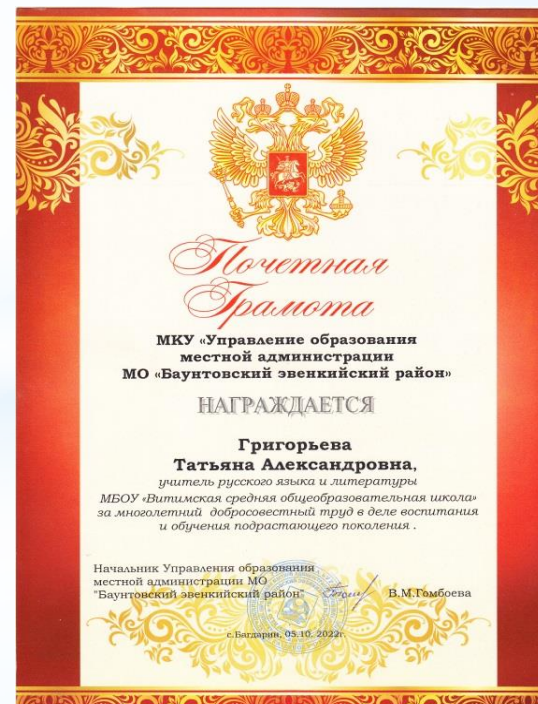 Почетная
Грамота
МКУ «Управление образования
местной администрации
МО «Баунтовский эвенкийский район»
НАГРАЖДАЕТСЯ
Григорьева
Татьяна Александровна,
учитель русского языка и литературы
МБОУ «Витимская средняя общеобразовательная школа»
за многолетний добросовестный труд в деле воспитания
и обучения подрастающего поколения .
Начальник Управления образования
местной администрации МО
"Баунтовский эвенкийский район" В.М.Гомбоева
с.Багдарин, 05.10. 2022г.